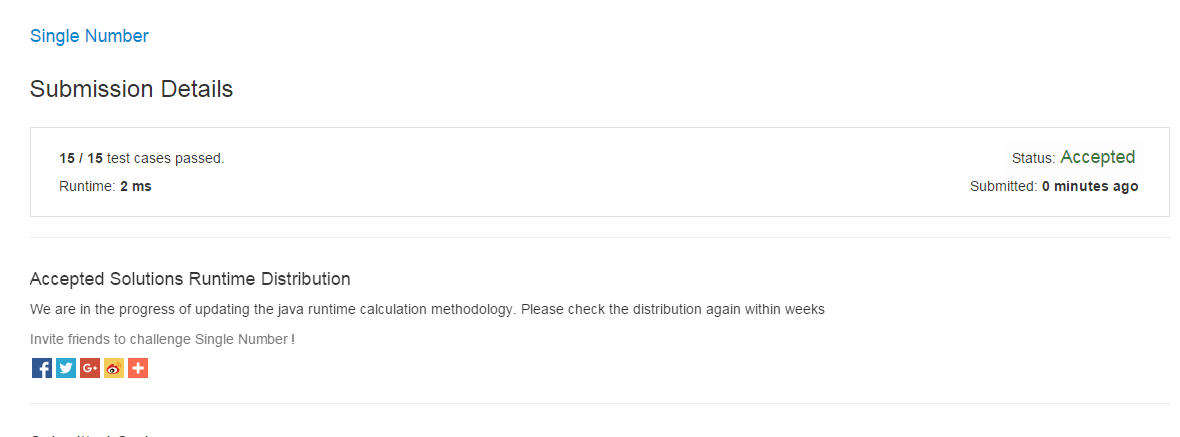 Single Number
Submission Details
15 / 15 test cases passed.
Status: Accepted
Runtime: 2 ms
Submitted: 0 minutes ago
Accepted Solutions Runtime Distribution
We are in the progress of updating the java runtime calculation methodology. Please check the distribution again within weeks
Invite friends to challenge Single Number !